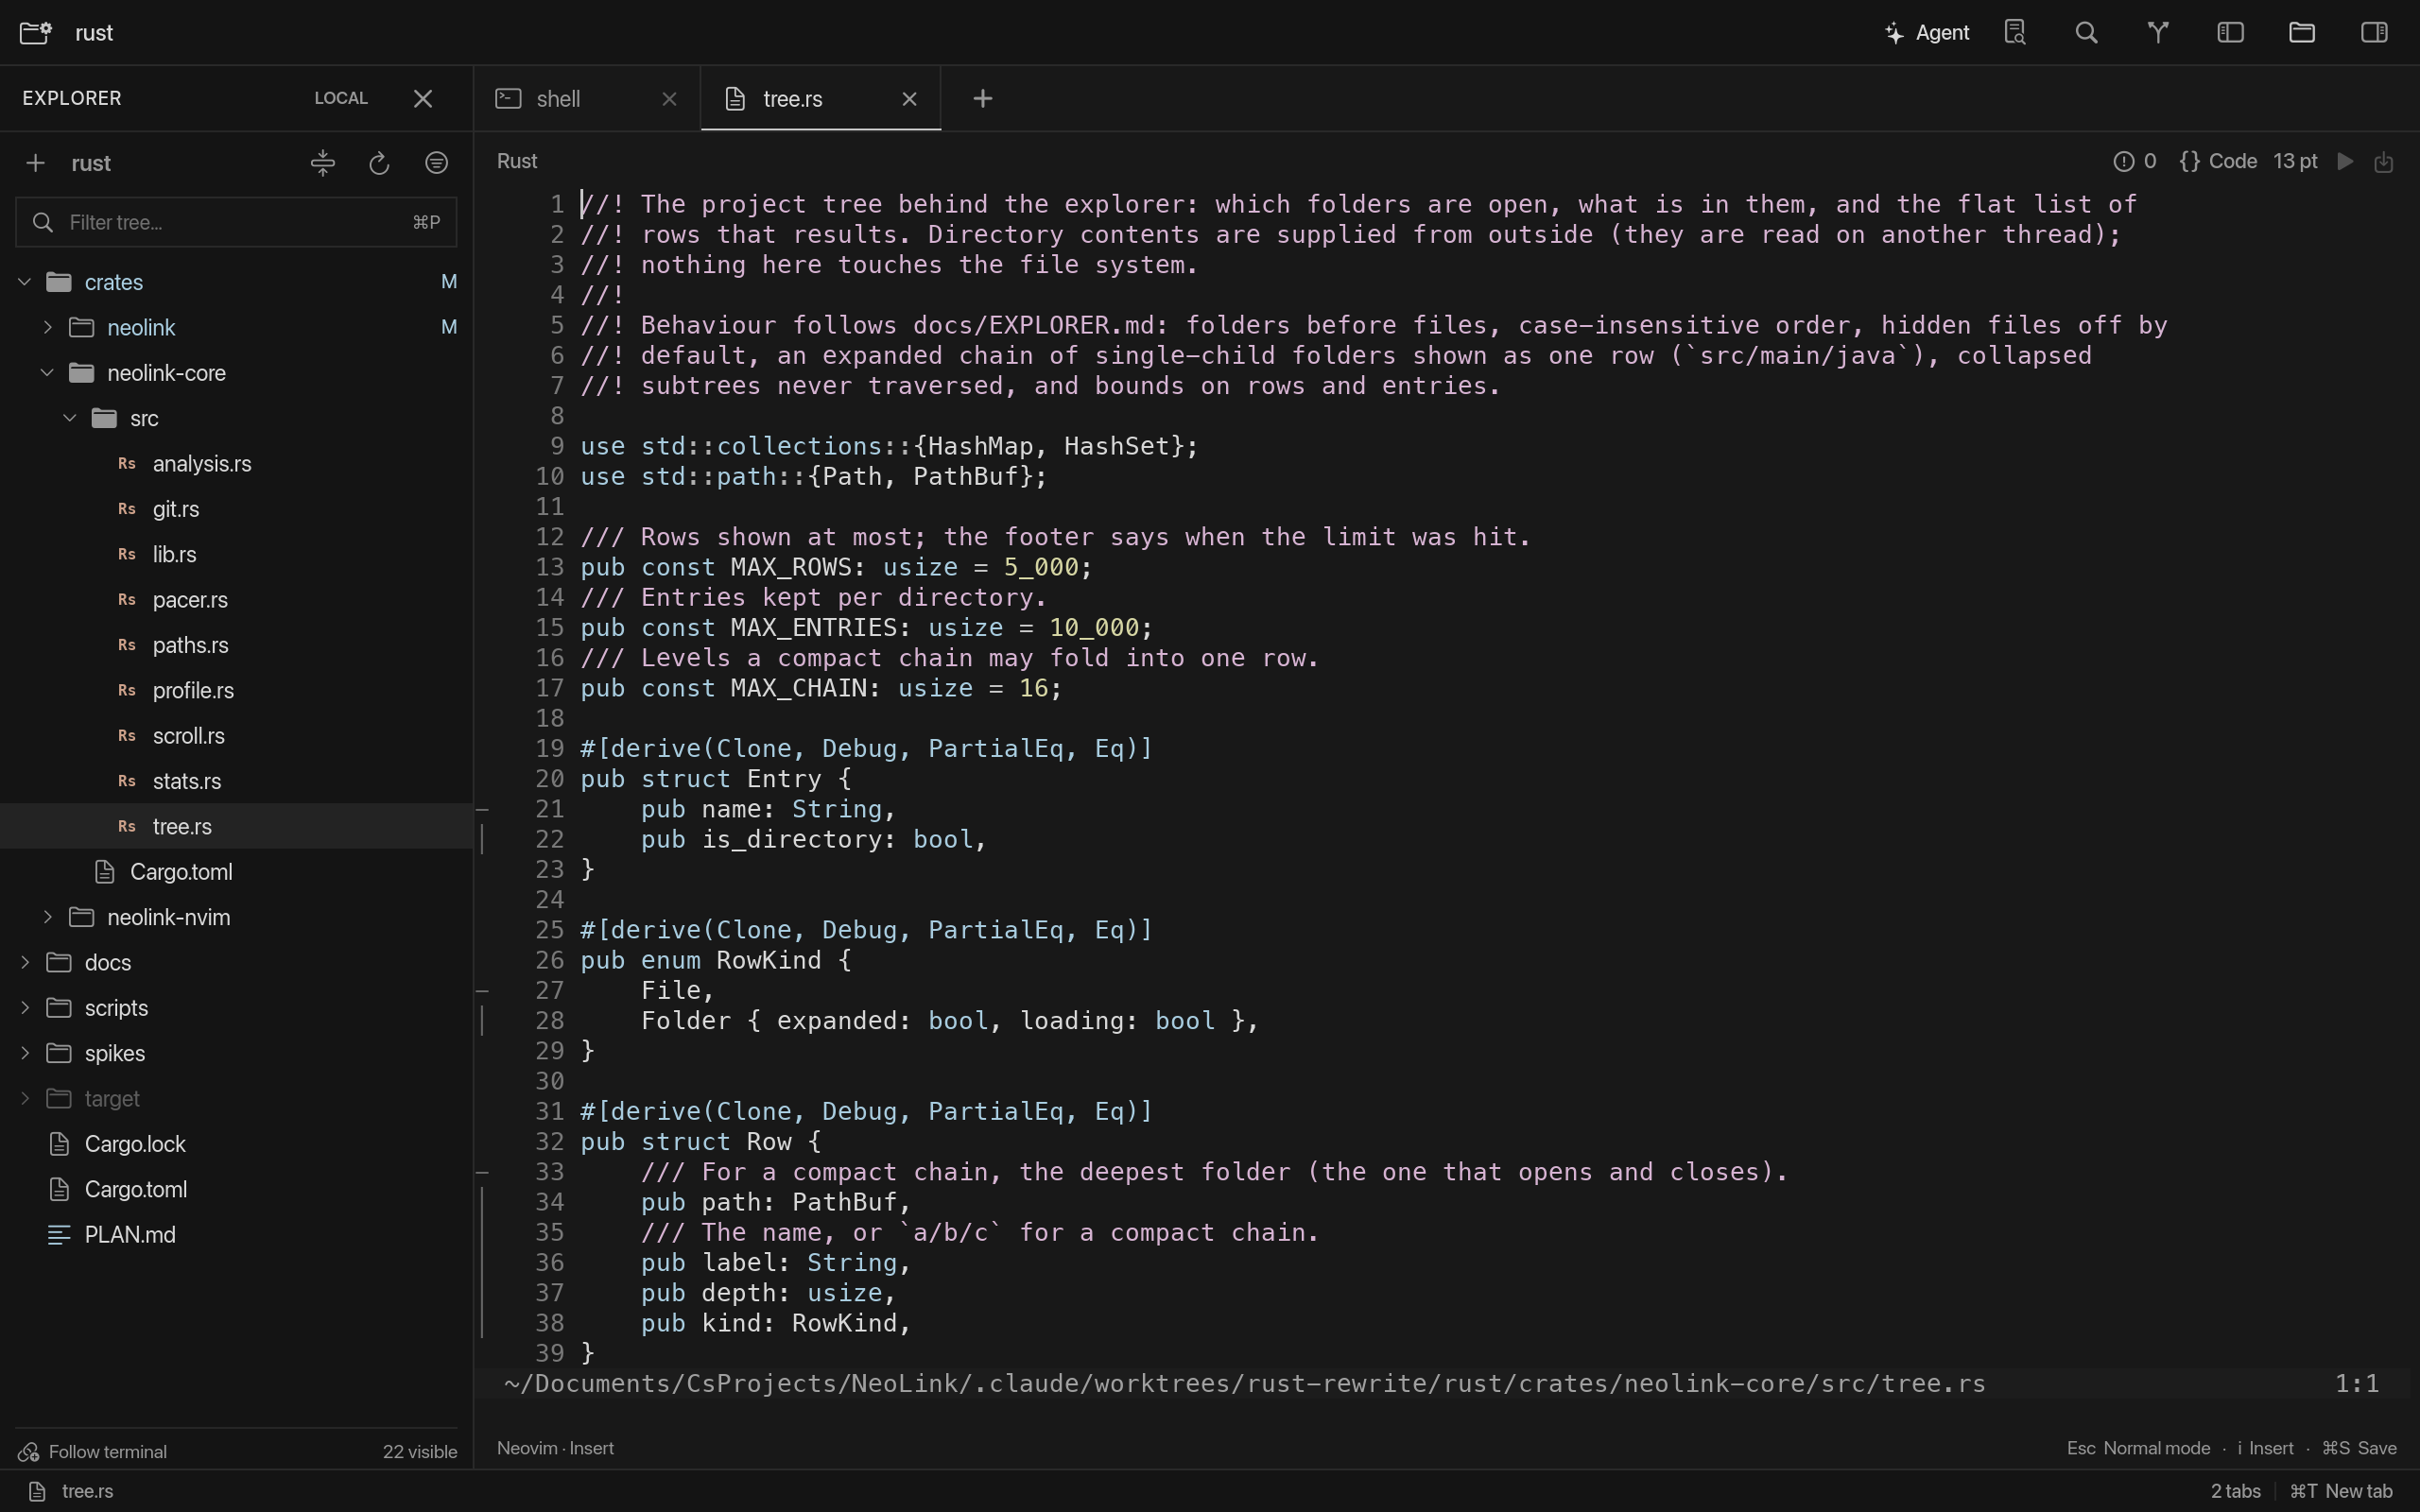 rust
Agent
EXPLORER
LOCAL
shell
tree.rs
rust
Filter tree...
⌘P
crates M
neolink M
neolink-core
src
Rs analysis.rs
Rs git.rs
Rs lib.rs
Rs pacer.rs
Rs paths.rs
Rs profile.rs
Rs scroll.rs
Rs stats.rs
Rs tree.rs
Cargo.toml
neolink-nvim
docs
scripts
spikes
target
Cargo.lock
Cargo.toml
PLAN.md
Follow terminal 22 visible
Rust
0 {} Code 13 pt
1 //! The project tree behind the explorer: which folders are open, what is in them, and the flat list of
2 //! rows that results. Directory contents are supplied from outside (they are read on another thread);
3 //! nothing here touches the file system.
4 //!
5 //! Behaviour follows docs/EXPLORER.md: folders before files, case-insensitive order, hidden files off by
6 //! default, an expanded chain of single-child folders shown as one row (`src/main/java`), collapsed
7 //! subtrees never traversed, and bounds on rows and entries.
8
9 use std::collections::{HashMap, HashSet};
10 use std::path::{Path, PathBuf};
11
12 /// Rows shown at most; the footer says when the limit was hit.
13 pub const MAX_ROWS: usize = 5_000;
14 /// Entries kept per directory.
15 pub const MAX_ENTRIES: usize = 10_000;
16 /// Levels a compact chain may fold into one row.
17 pub const MAX_CHAIN: usize = 16;
18
19 #[derive(Clone, Debug, PartialEq, Eq)]
20 pub struct Entry {
21     pub name: String,
22     pub is_directory: bool,
23 }
24
25 #[derive(Clone, Debug, PartialEq, Eq)]
26 pub enum RowKind {
27     File,
28     Folder { expanded: bool, loading: bool },
29 }
30
31 #[derive(Clone, Debug, PartialEq, Eq)]
32 pub struct Row {
33     /// For a compact chain, the deepest folder (the one that opens and closes).
34     pub path: PathBuf,
35     /// The name, or `a/b/c` for a compact chain.
36     pub label: String,
37     pub depth: usize,
38     pub kind: RowKind,
39 }
~/Documents/CsProjects/NeoLink/.claude/worktrees/rust-rewrite/rust/crates/neolink-core/src/tree.rs 1:1
Neovim · Insert
Esc Normal mode · i Insert · ⌘S Save
tree.rs
2 tabs ⌘T New tab